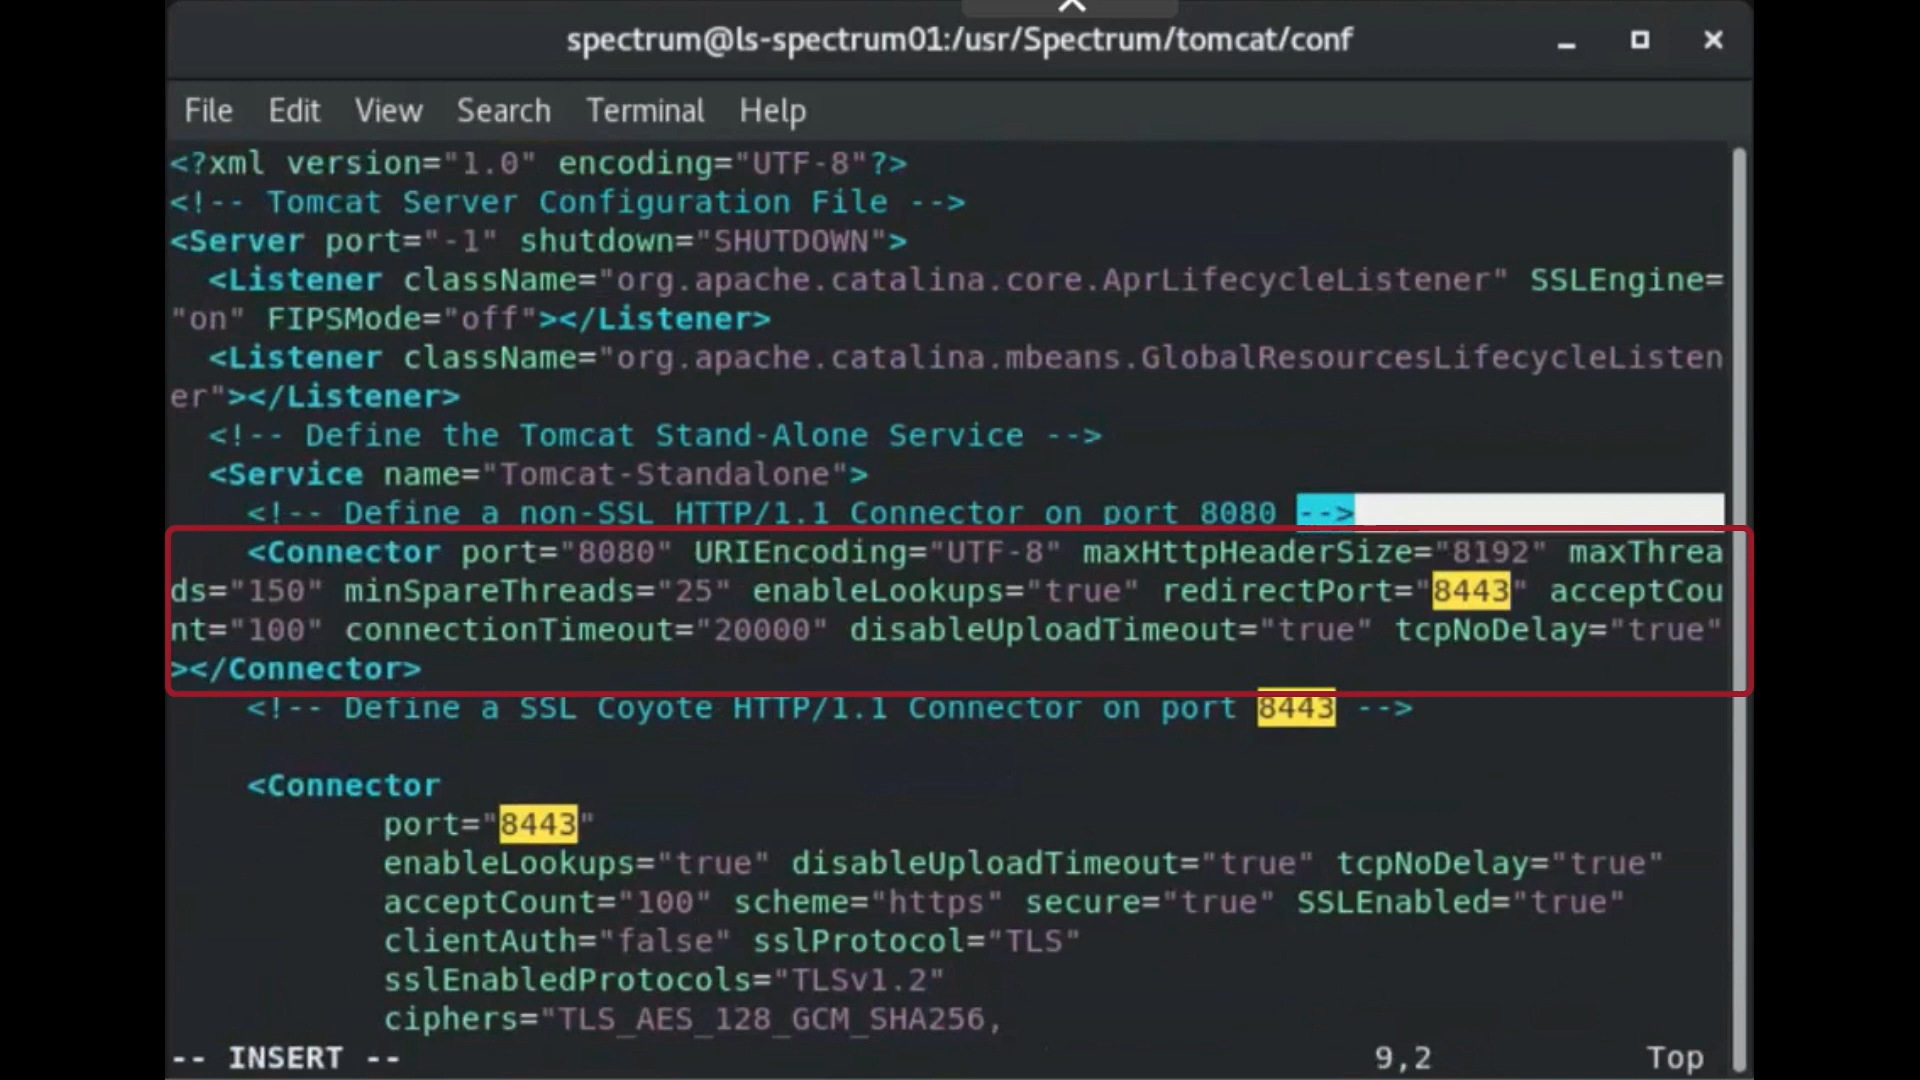 spectrum@ls-spectrum01:/usr/Spectrum/tomcat/conf
File Edit View Search Terminal Help
<?xml version="1.0" encoding="UTF-8"?>
<!-- Tomcat Server Configuration File -->
<Server port="-1" shutdown="SHUTDOWN">
  <Listener className="org.apache.catalina.core.AprLifecycleListener" SSLEngine=
"on" FIPSMode="off"></Listener>
  <Listener className="org.apache.catalina.mbeans.GlobalResourcesLifecycleListen
er"></Listener>
  <!-- Define the Tomcat Stand-Alone Service -->
  <Service name="Tomcat-Standalone">
    <!-- Define a non-SSL HTTP/1.1 Connector on port 8080 -->
    <Connector port="8080" URIEncoding="UTF-8" maxHttpHeaderSize="8192" maxThrea
ds="150" minSpareThreads="25" enableLookups="true" redirectPort="8443" acceptCou
nt="100" connectionTimeout="20000" disableUploadTimeout="true" tcpNoDelay="true"
></Connector>
    <!-- Define a SSL Coyote HTTP/1.1 Connector on port 8443 -->
    <Connector
           port="8443"
           enableLookups="true" disableUploadTimeout="true" tcpNoDelay="true"
           acceptCount="100" scheme="https" secure="true" SSLEnabled="true"
           clientAuth="false" sslProtocol="TLS"
           sslEnabledProtocols="TLSv1.2"
           ciphers="TLS_AES_128_GCM_SHA256,
-- INSERT -- 9,2 Top